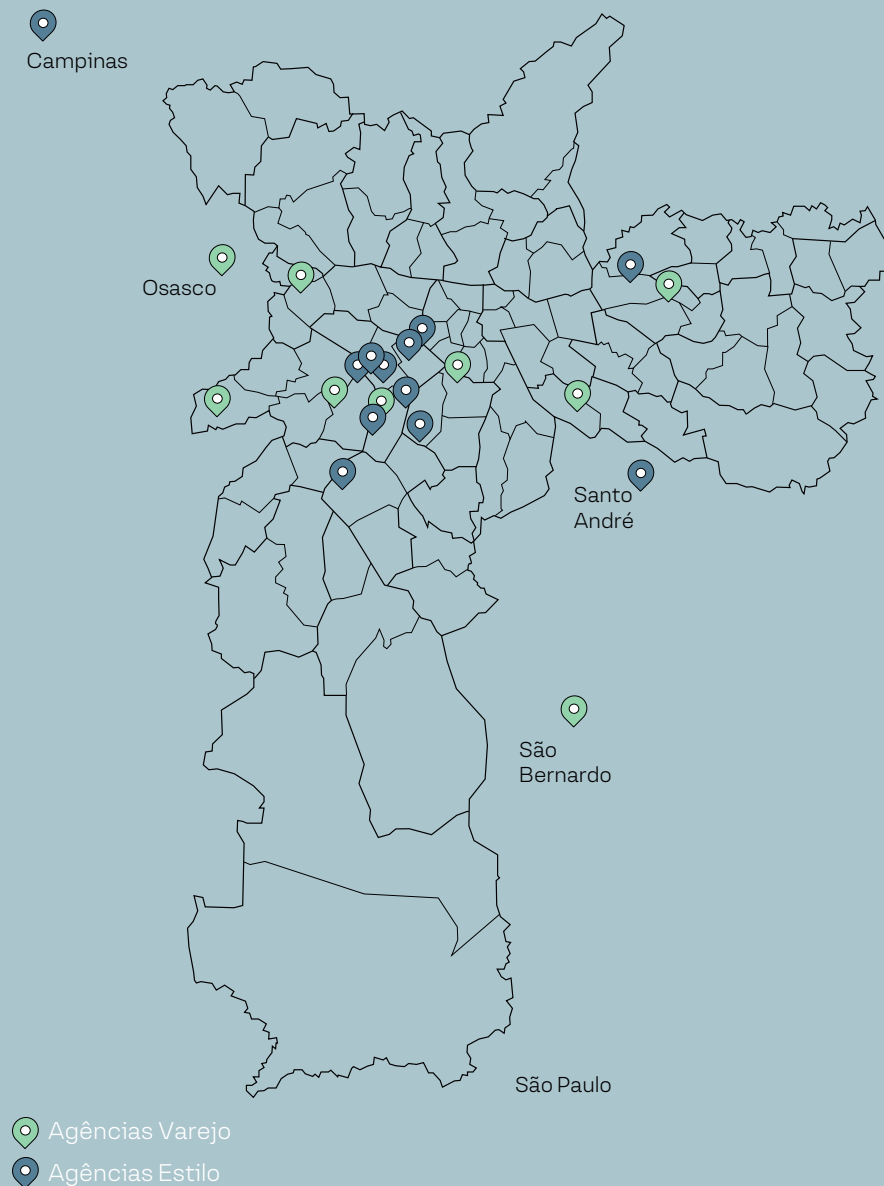 Campinas
Osasco
Santo
André
São
Bernardo
São Paulo
Agências Varejo
Agências Estilo